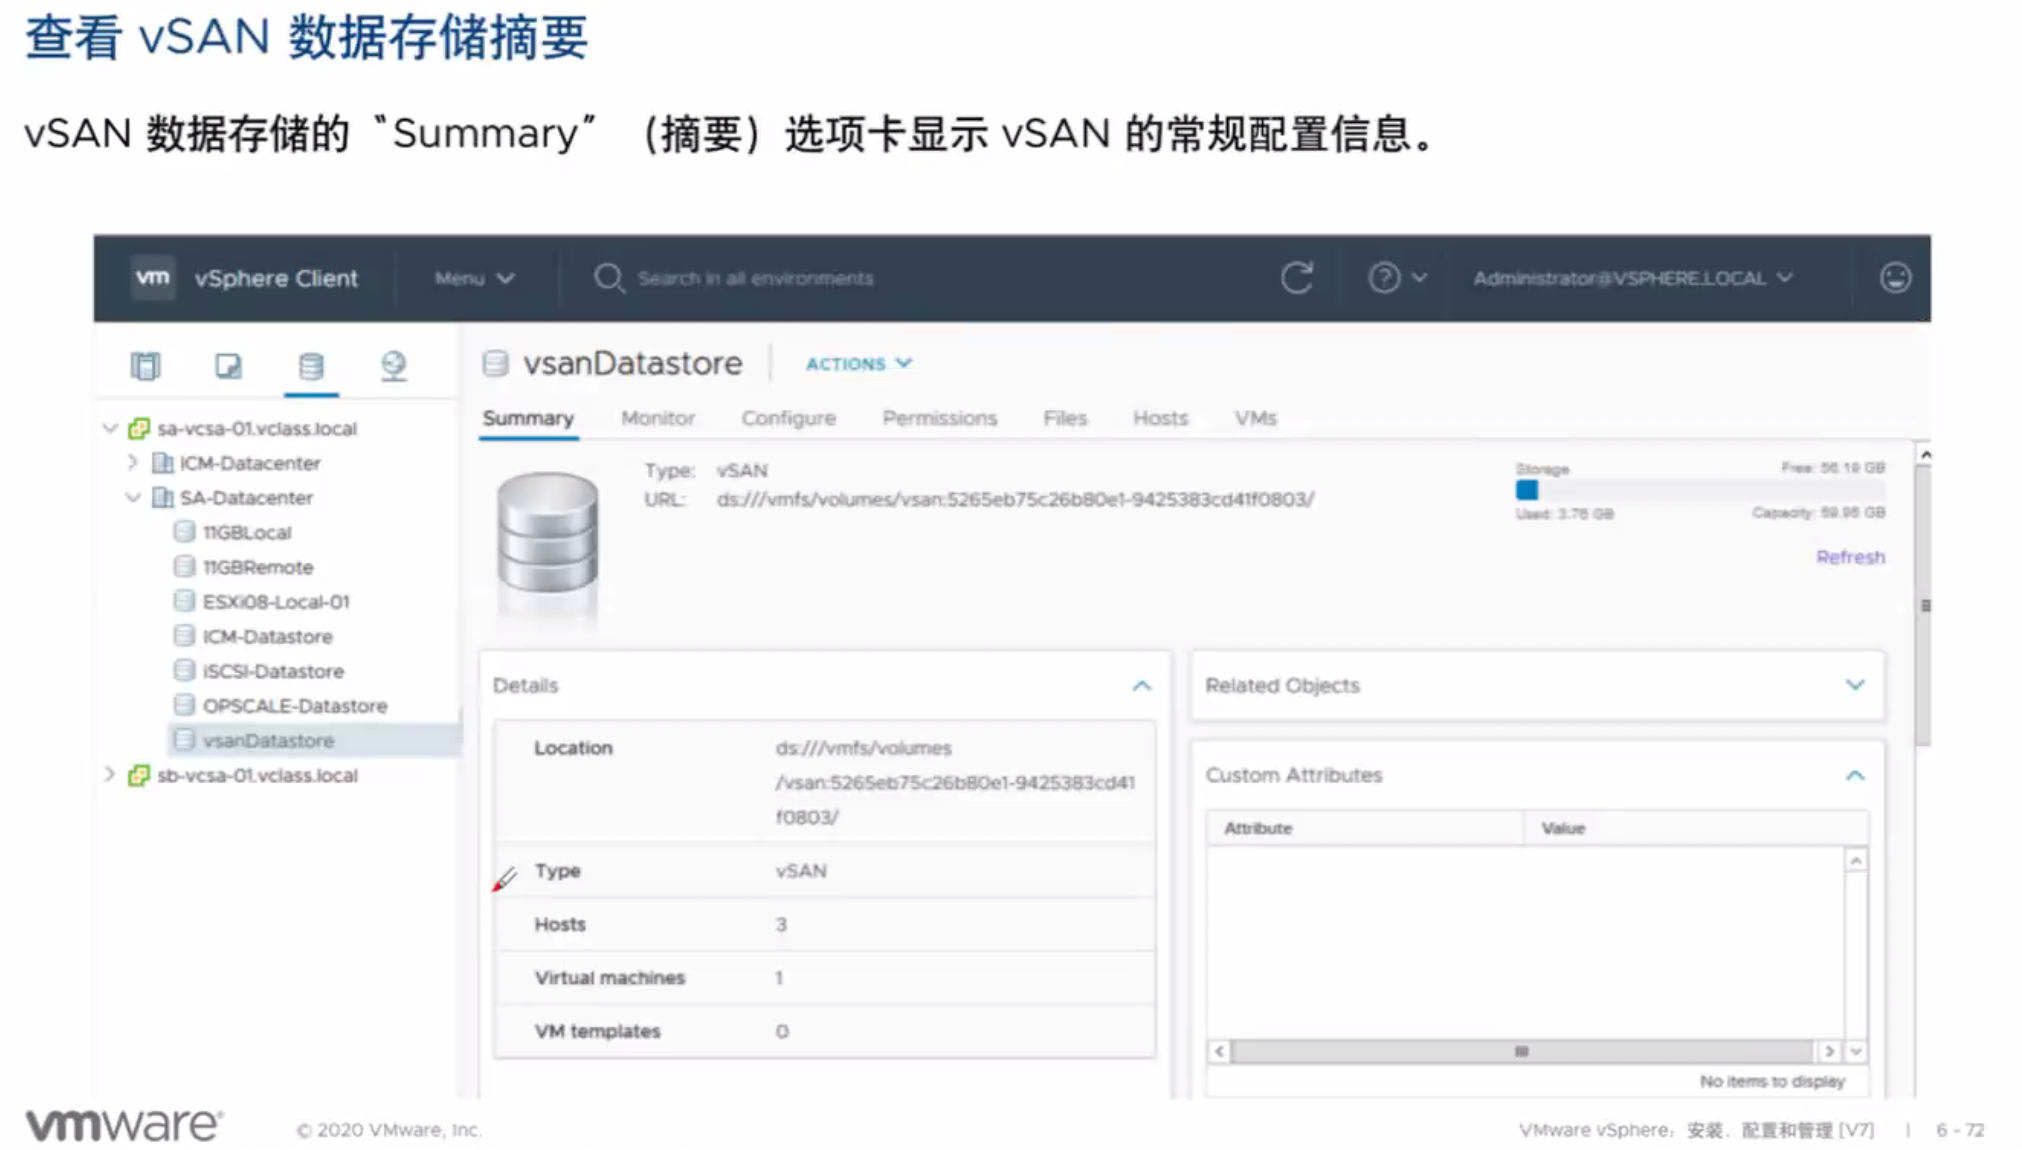 查看 vSAN 数据存储摘要
vSAN 数据存储的“Summary”（摘要）选项卡显示 vSAN 的常规配置信息。
vm vSphere Client Menu Search in all environments Administrator@VSPHERE.LOCAL
vsanDatastore ACTIONS
Summary Monitor Configure Permissions Files Hosts VMs
sa-vcsa-01.vclass.local
ICM-Datacenter
SA-Datacenter
11GBLocal
11GBRemote
ESXi08-Local-01
ICM-Datastore
iSCSI-Datastore
OPSCALE-Datastore
vsanDatastore
sb-vcsa-01.vclass.local
Type: vSAN
URL: ds:///vmfs/volumes/vsan:5265eb75c26b80e1-9425383cd41f0803/
Storage Free: 56.19 GB
Used: 3.76 GB Capacity: 59.95 GB
Refresh
Details
Location ds:///vmfs/volumes
/vsan:5265eb75c26b80e1-9425383cd41
f0803/
Type vSAN
Hosts 3
Virtual machines 1
VM templates 0
Related Objects
Custom Attributes
Attribute Value
No items to display
vmware © 2020 VMware, Inc. VMware vSphere：安装、配置和管理 [V7] | 6 - 72